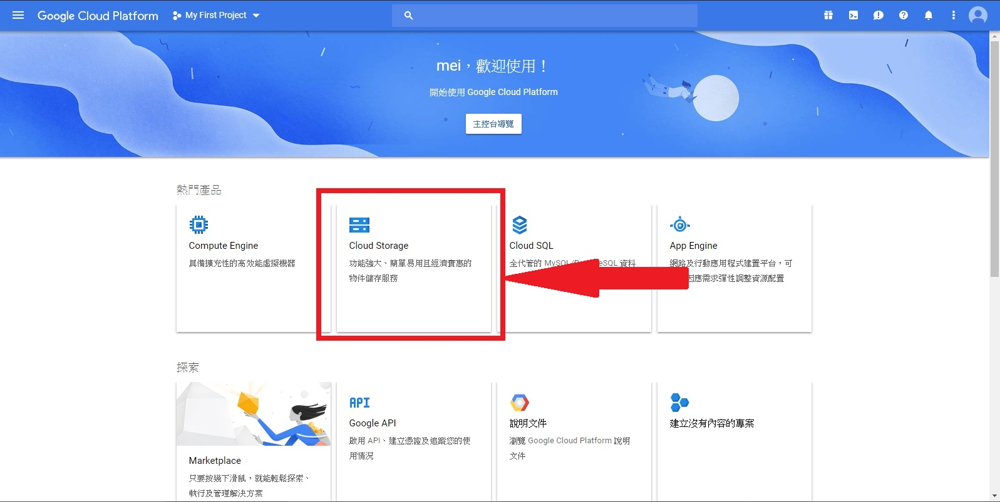 Google Cloud Platform
My First Project
mei，歡迎使用！
開始使用 Google Cloud Platform
主控台導覽
熱門產品
Compute Engine
具備擴充性的高效能虛擬機器
Cloud Storage
功能強大、簡單易用且經濟實惠的
物件儲存服務
Cloud SQL
全代管的 MySQL/ SQL 資料
App Engine
網路及行動應用程式建置平台，可
因應需求彈性調整資源配置
探索
Marketplace
只要按幾下滑鼠，就能輕鬆探索、
執行及管理解決方案
API
Google API
啟用 API、建立憑證及追蹤您的使
用情況
說明文件
瀏覽 Google Cloud Platform 說明
文件
建立沒有內容的專案